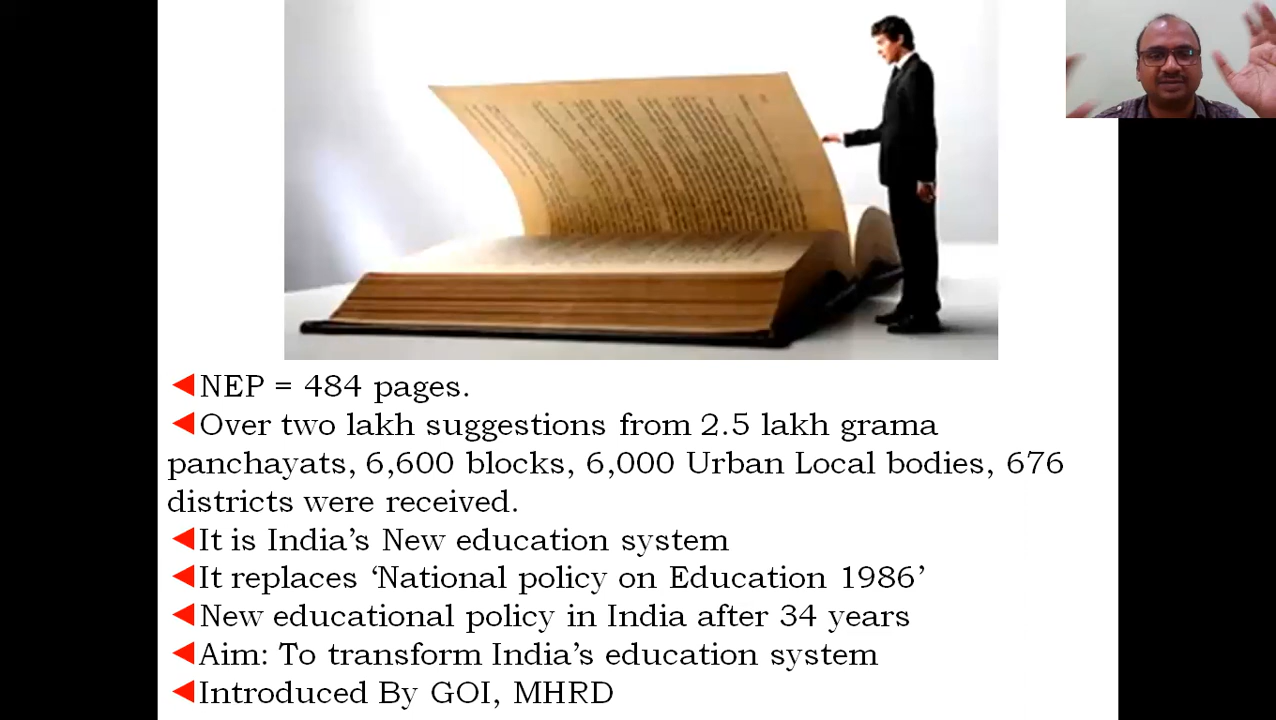 NEP = 484 pages.
Over two lakh suggestions from 2.5 lakh grama
panchayats, 6,600 blocks, 6,000 Urban Local bodies, 676
districts were received.
It is India’s New education system
It replaces ‘National policy on Education 1986’
New educational policy in India after 34 years
Aim: To transform India’s education system
Introduced By GOI, MHRD